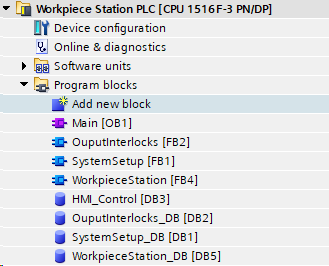 Workpiece Station PLC [CPU 1516F-3 PN/DP]
Device configuration
Online & diagnostics
Software units
Program blocks
Add new block
Main [OB1]
OuputInterlocks [FB2]
SystemSetup [FB1]
WorkpieceStation [FB4]
HMI_Control [DB3]
OuputInterlocks_DB [DB2]
SystemSetup_DB [DB1]
WorkpieceStation_DB [DB5]